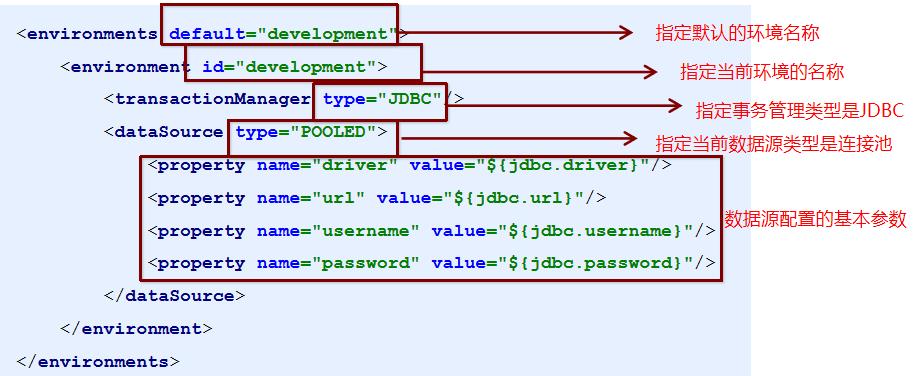 <environments default="development">
指定默认的环境名称
<environment id="development">
指定当前环境的名称
<transactionManager type="JDBC"/>
指定事务管理类型是JDBC
<dataSource type="POOLED">
指定当前数据源类型是连接池
<property name="driver" value="${jdbc.driver}"/>
<property name="url" value="${jdbc.url}"/>
数据源配置的基本参数
<property name="username" value="${jdbc.username}"/>
<property name="password" value="${jdbc.password}"/>
</dataSource>
</environment>
</environments>